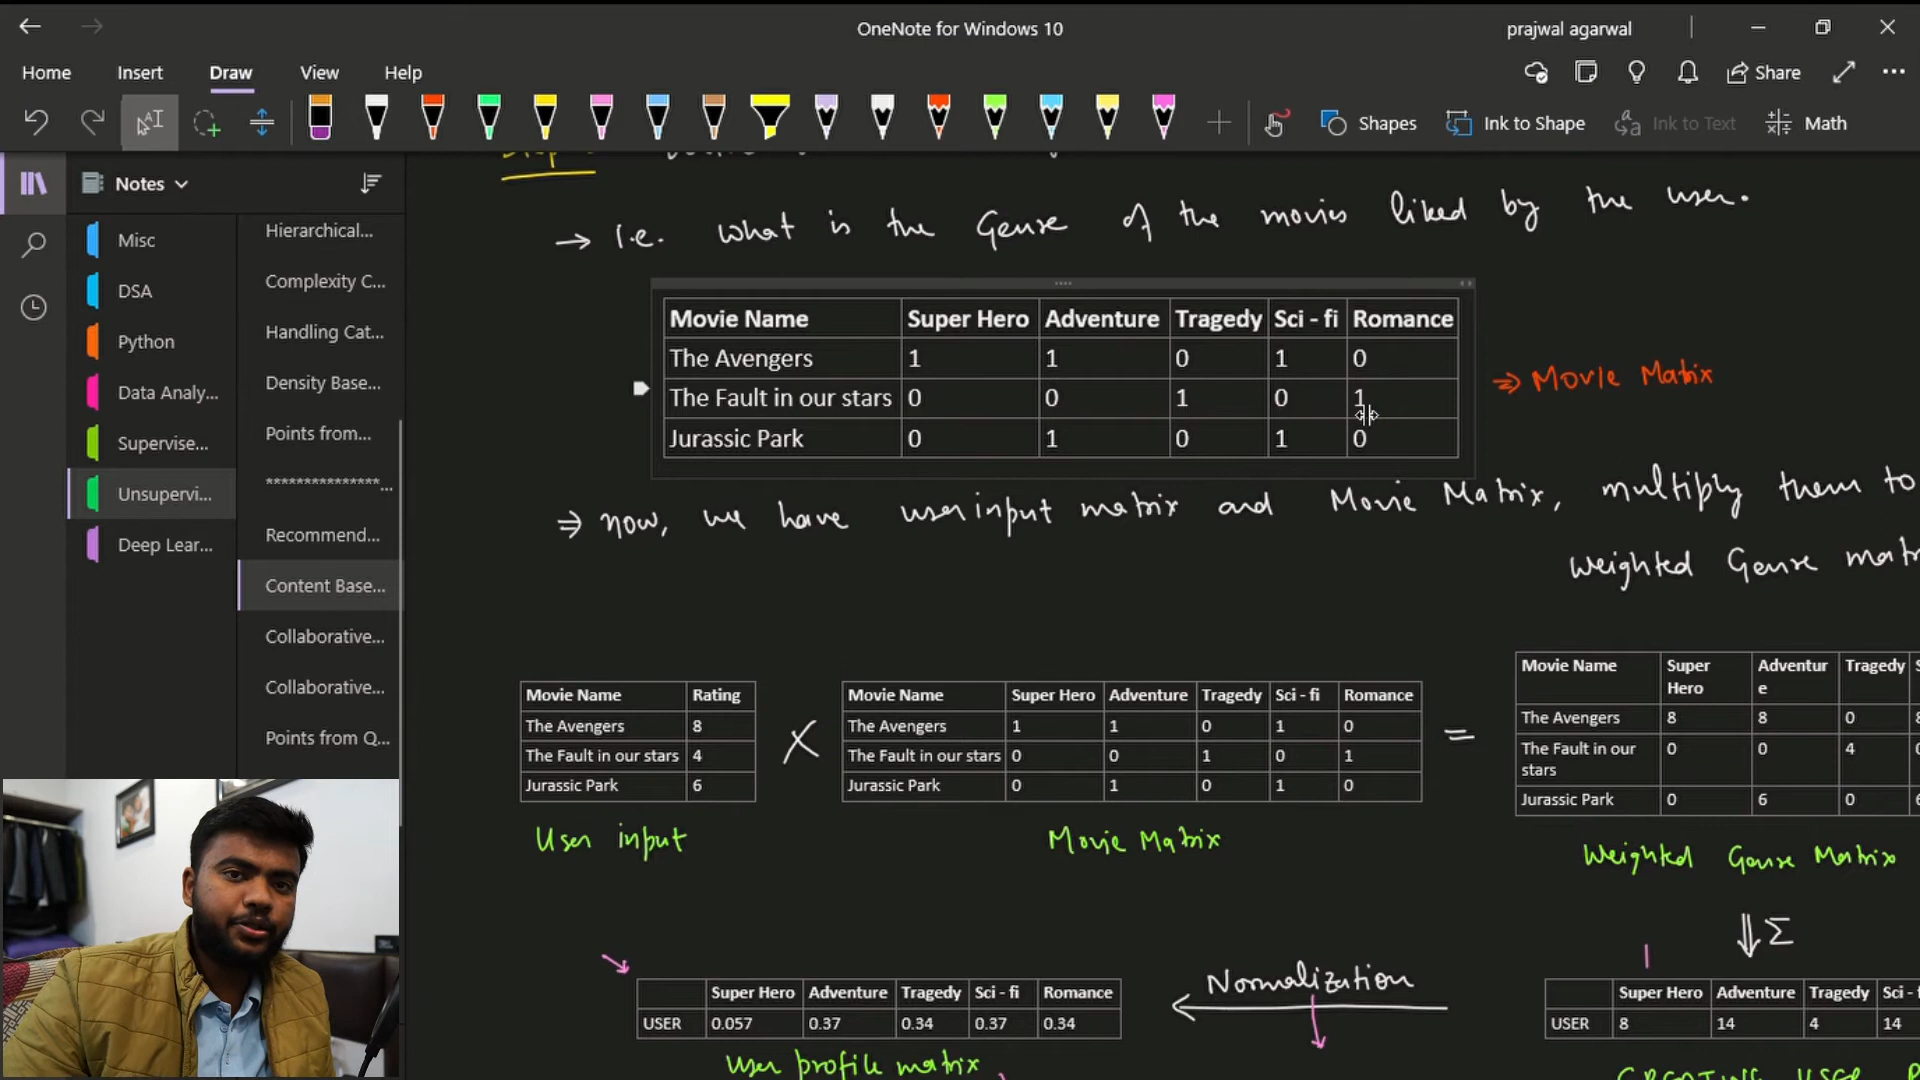 OneNote for Windows 10
prajwal agarwal
Home Insert Draw View Help
Share
Shapes Ink to Shape Ink to Text Math
Notes
Misc
DSA
Python
Data Analy...
Supervise...
Unsupervi...
Deep Lear...
Hierarchical...
Complexity C...
Handling Cat...
Density Base...
Points from...
***************...
Recommend...
Content Base...
Collaborative...
Collaborative...
Points from Q...
→ i.e. what is the Genre of the movies liked by the user.
Movie Name Super Hero Adventure Tragedy Sci - fi Romance
The Avengers 1 1 0 1 0
The Fault in our stars 0 0 1 0 1
Jurassic Park 0 1 0 1 0
⇒ Movie Matrix
⇒ now, we have user input matrix and Movie Matrix, multiply them to
Weighted Genre
Movie Name Rating
The Avengers 8
The Fault in our stars 4
Jurassic Park 6
User input
X
Movie Name Super Hero Adventure Tragedy Sci - fi Romance
The Avengers 1 1 0 1 0
The Fault in our stars 0 0 1 0 1
Jurassic Park 0 1 0 1 0
Movie Matrix
=
Movie Name Super Adventur Tragedy
Hero e
The Avengers 8 8 0
The Fault in our 0 0 4
stars
Jurassic Park 0 6 0
Weighted Genre Matrix
⇓ Σ
Super Hero Adventure Tragedy Sci - fi Romance
USER 0.057 0.37 0.34 0.37 0.34
User profile matrix
Normalization
Super Hero Adventure Tragedy
USER 8 14 4 14
CREATING USER